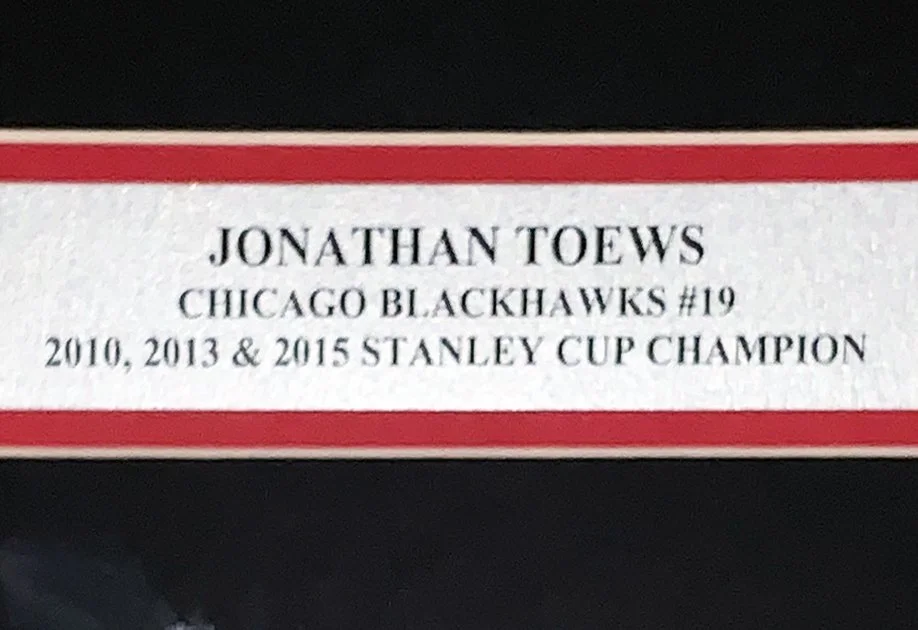 JONATHAN TOEWS
CHICAGO BLACKHAWKS #19
2010, 2013 & 2015 STANLEY CUP CHAMPION